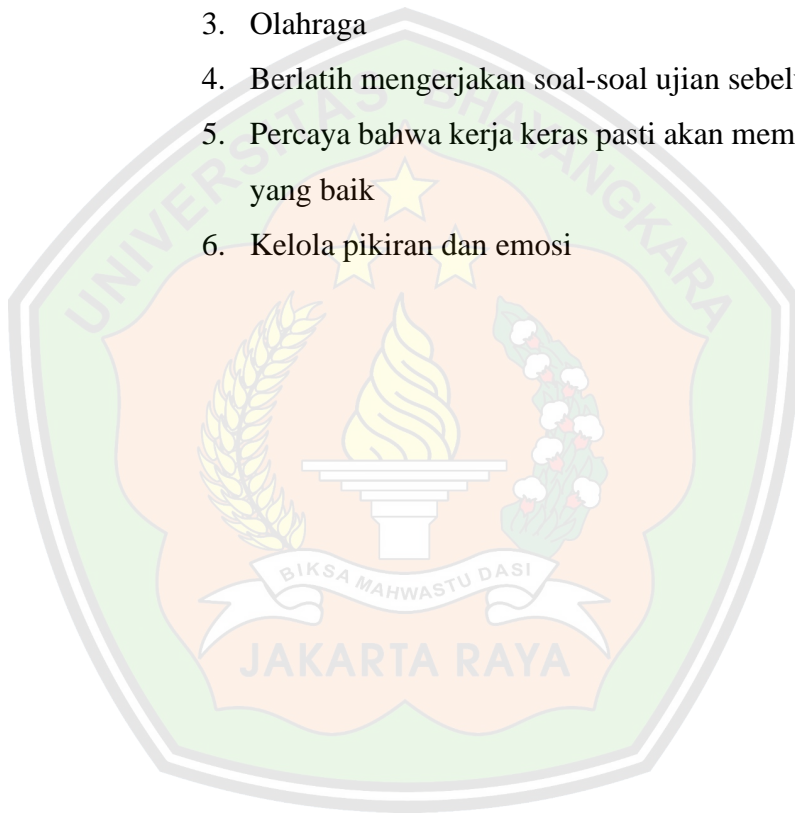 3. Olahraga
4. Berlatih mengerjakan soal-soal ujian
5. Percaya bahwa kerja keras pasti akan
yang baik
6. Kelola pikiran dan emosi
UNIVERSITAS BHAYANGKARA
BIKSA MAHWASTU DASI
JAKARTA RAYA